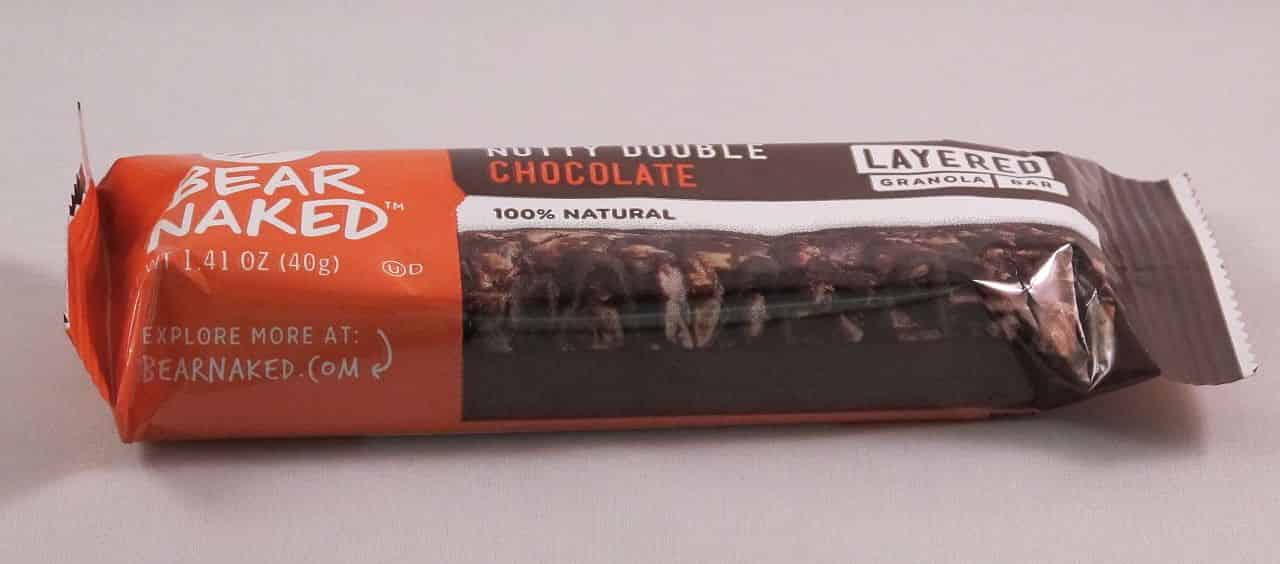 BEAR
NAKED™
WT 1.41 OZ (40g)
UD
EXPLORE MORE AT:
BEARNAKED.COM
NUTTY DOUBLE
CHOCOLATE
100% NATURAL
LAYERED
GRANOLA BAR